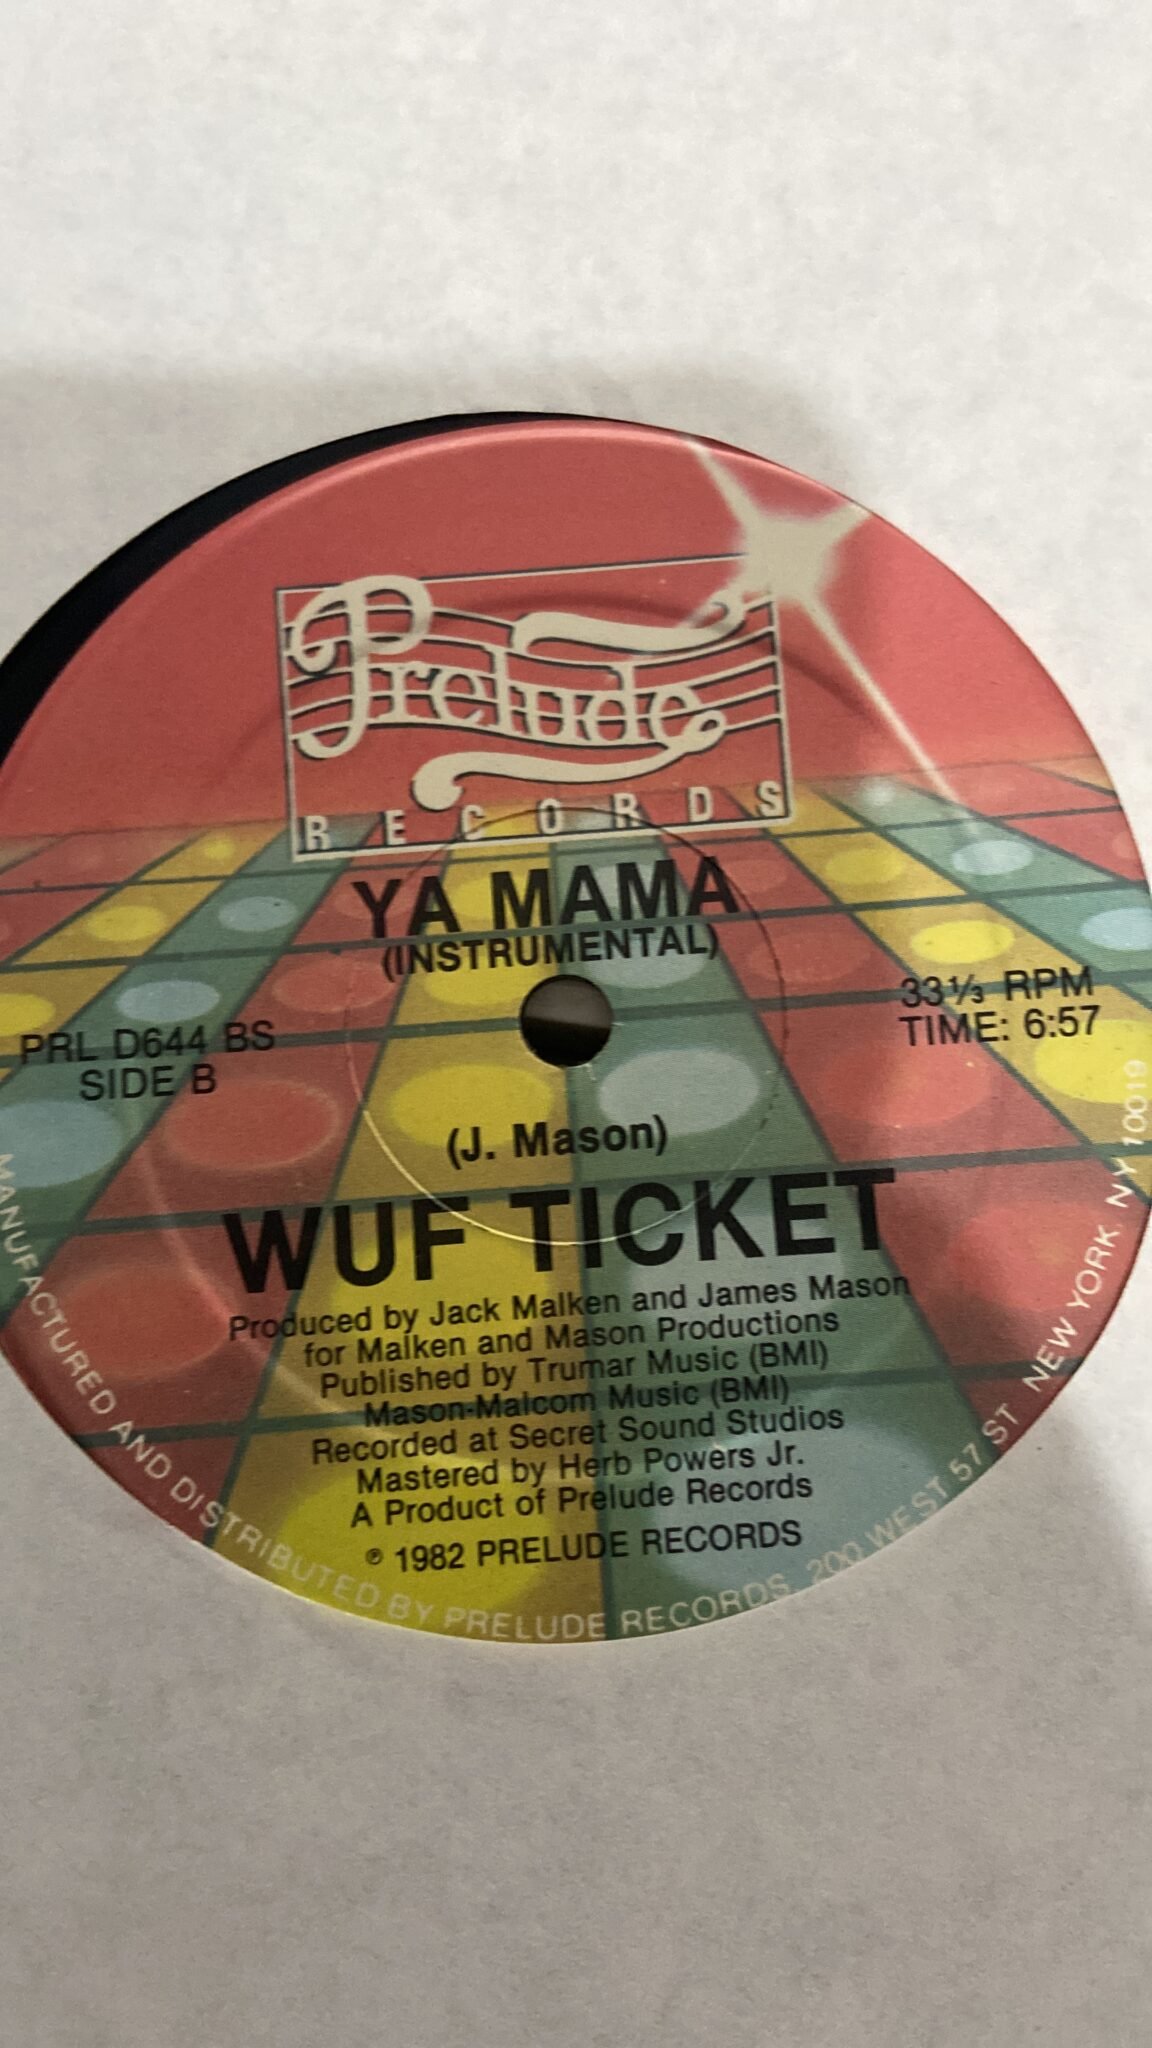 Prelude
RECORDS
YA MAMA
(INSTRUMENTAL)
PRL D644 BS
SIDE B
33⅓ RPM
TIME: 6:57
(J. Mason)
WUF TICKET
Produced by Jack Malken and James Mason
for Malken and Mason Productions
Published by Trumar Music (BMI)
Mason-Malcom Music (BMI)
Recorded at Secret Sound Studios
Mastered by Herb Powers Jr.
A Product of Prelude Records
℗ 1982 PRELUDE RECORDS
MANUFACTURED AND DISTRIBUTED BY PRELUDE RECORDS, 200 WEST 57 ST NEW YORK, NY 10019